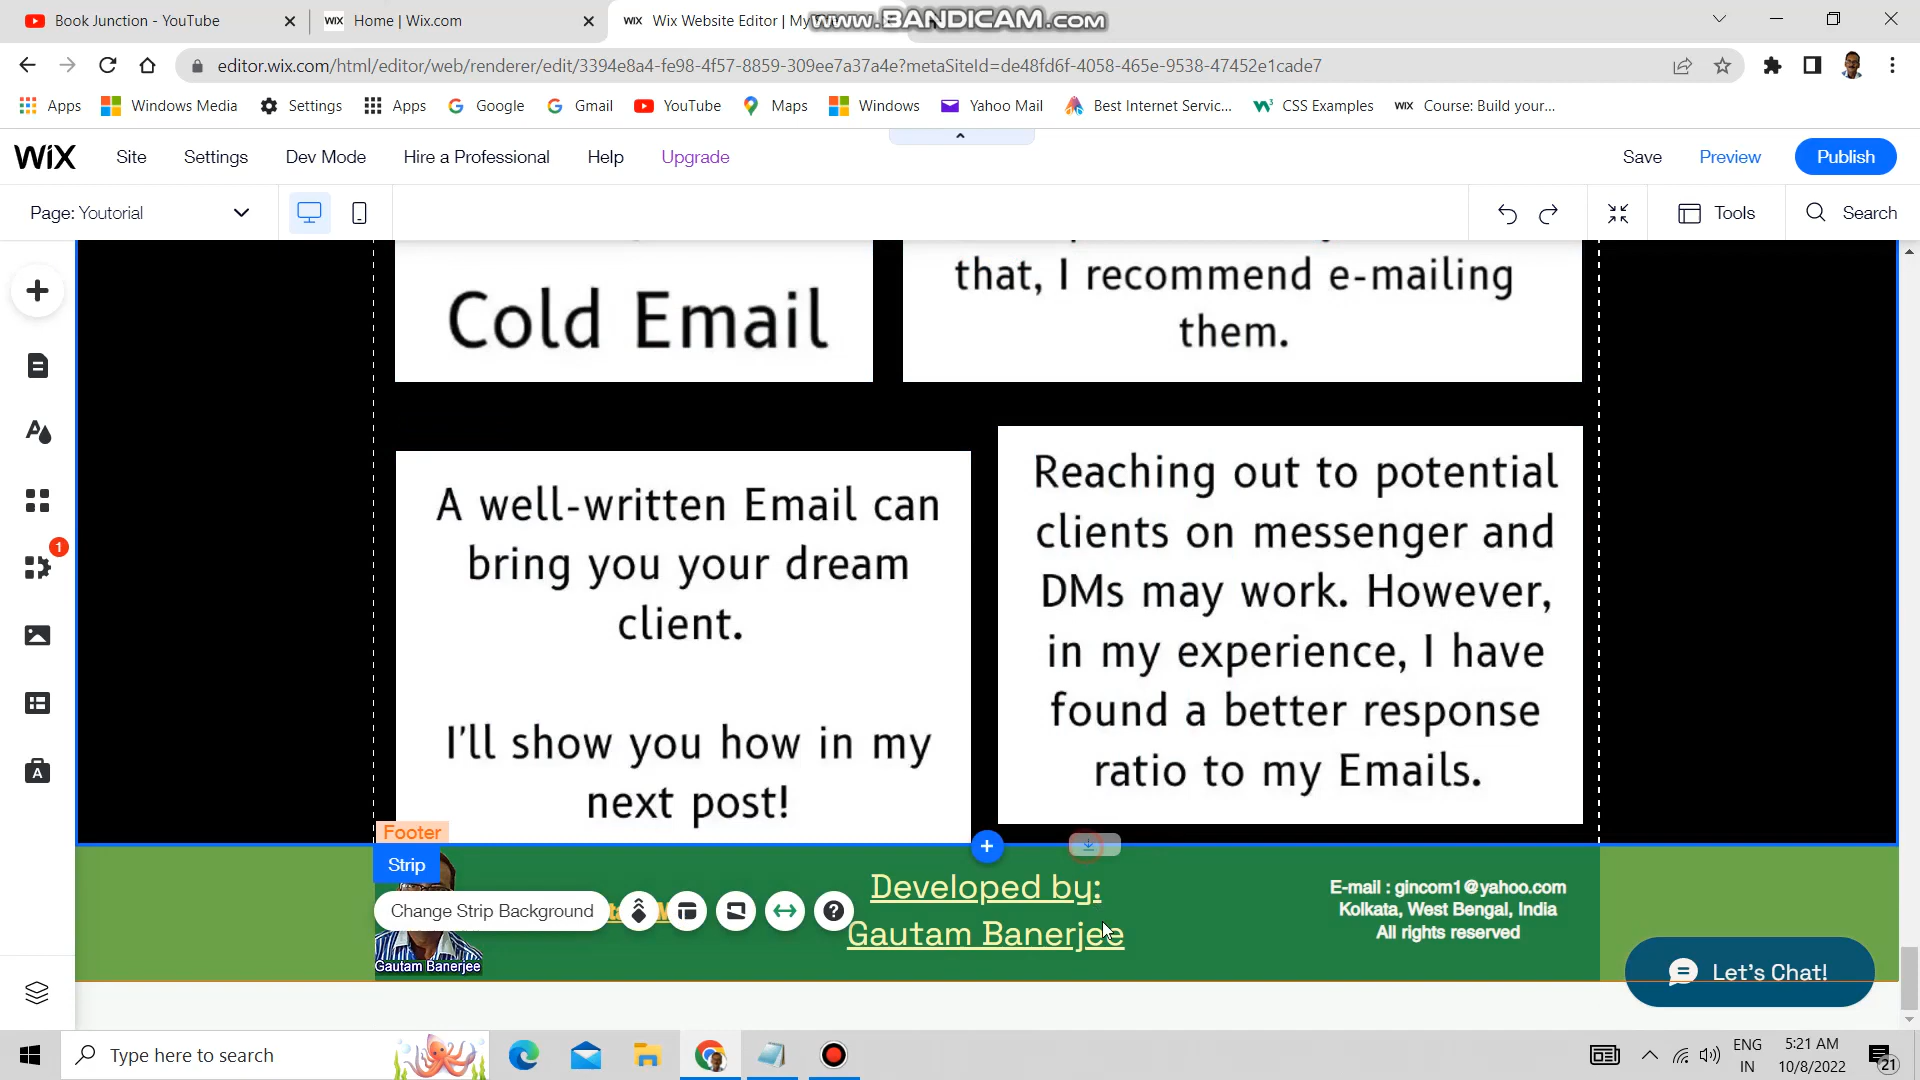 Book Junction - YouTube
WIX Home | Wix.com
WIX Wix Website Editor | My
www.BANDICAM.com
editor.wix.com/html/editor/web/renderer/edit/3394e8a4-fe98-4f57-8859-309ee7a37a4e?metaSiteId=de48fd6f-4058-465e-9538-47452e1cade7
Apps Windows Media Settings Apps Google Gmail YouTube Maps Windows Yahoo Mail Best Internet Servic... CSS Examples WIX Course: Build your...
WIX Site Settings Dev Mode Hire a Professional Help Upgrade Save Preview Publish
Page: Youtorial Tools Search
Cold Email
that, I recommend e-mailing
them.
1
A well-written Email can
bring you your dream
client.
I'll show you how in my
next post!
Reaching out to potential
clients on messenger and
DMs may work. However,
in my experience, I have
found a better response
ratio to my Emails.
Footer
Strip
Change Strip Background
Gautam Banerjee
Developed by:
Gautam Banerjee
E-mail : gincom1@yahoo.com
Kolkata, West Bengal, India
All rights reserved
Let's Chat!
Type here to search
ENG
IN
5:21 AM
10/8/2022
21